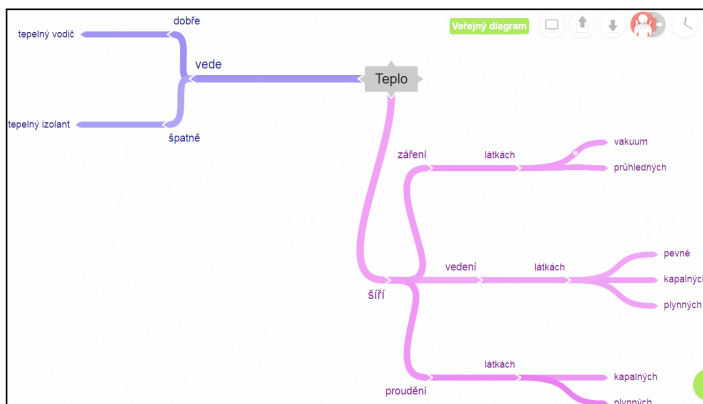 Veřejný diagram
Teplo
vede
dobře
tepelný vodič
špatně
tepelný izolant
šíří
záření
látkách
vakuum
průhledných
vedení
látkách
pevné
kapalných
plynných
proudění
látkách
kapalných
plynných